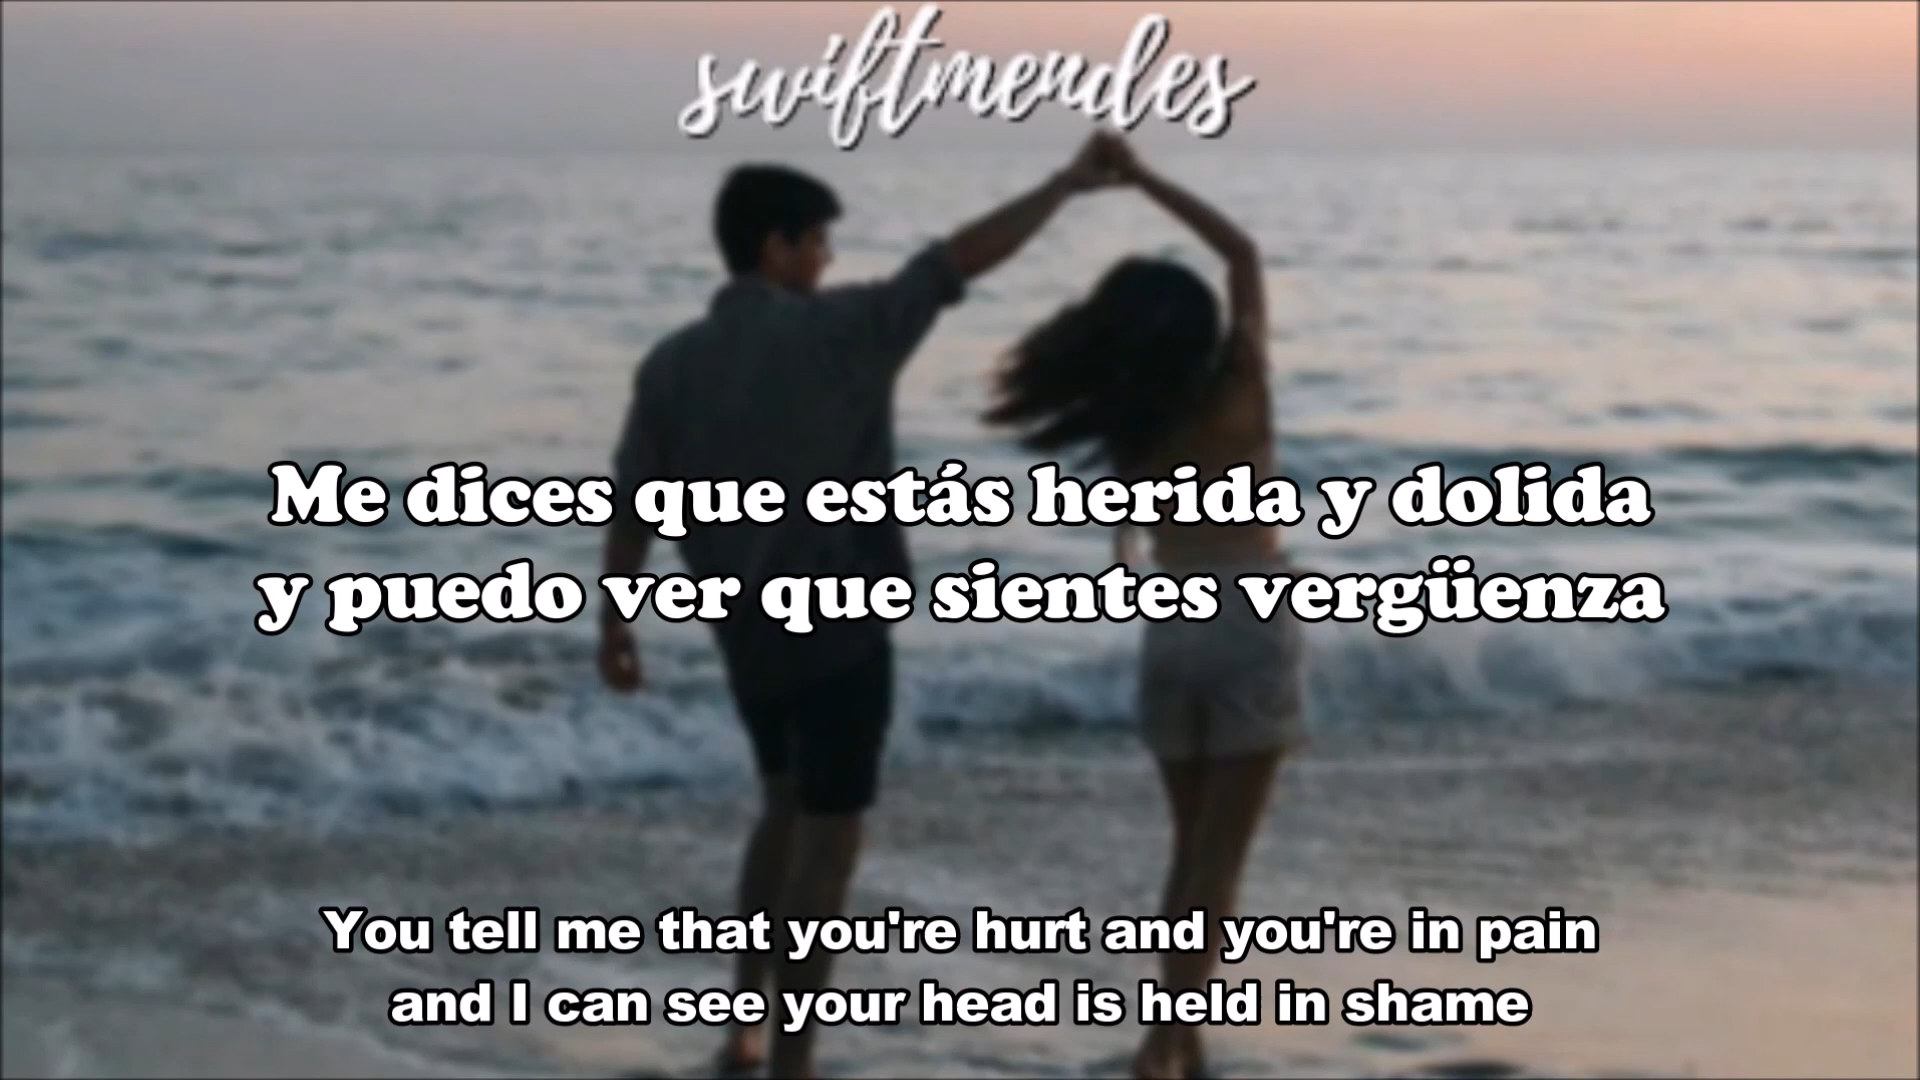 swiftmendes
Me dices que estás herida y dolida
y puedo ver que sientes vergüenza
You tell me that you're hurt and you're in pain
and I can see your head is held in shame